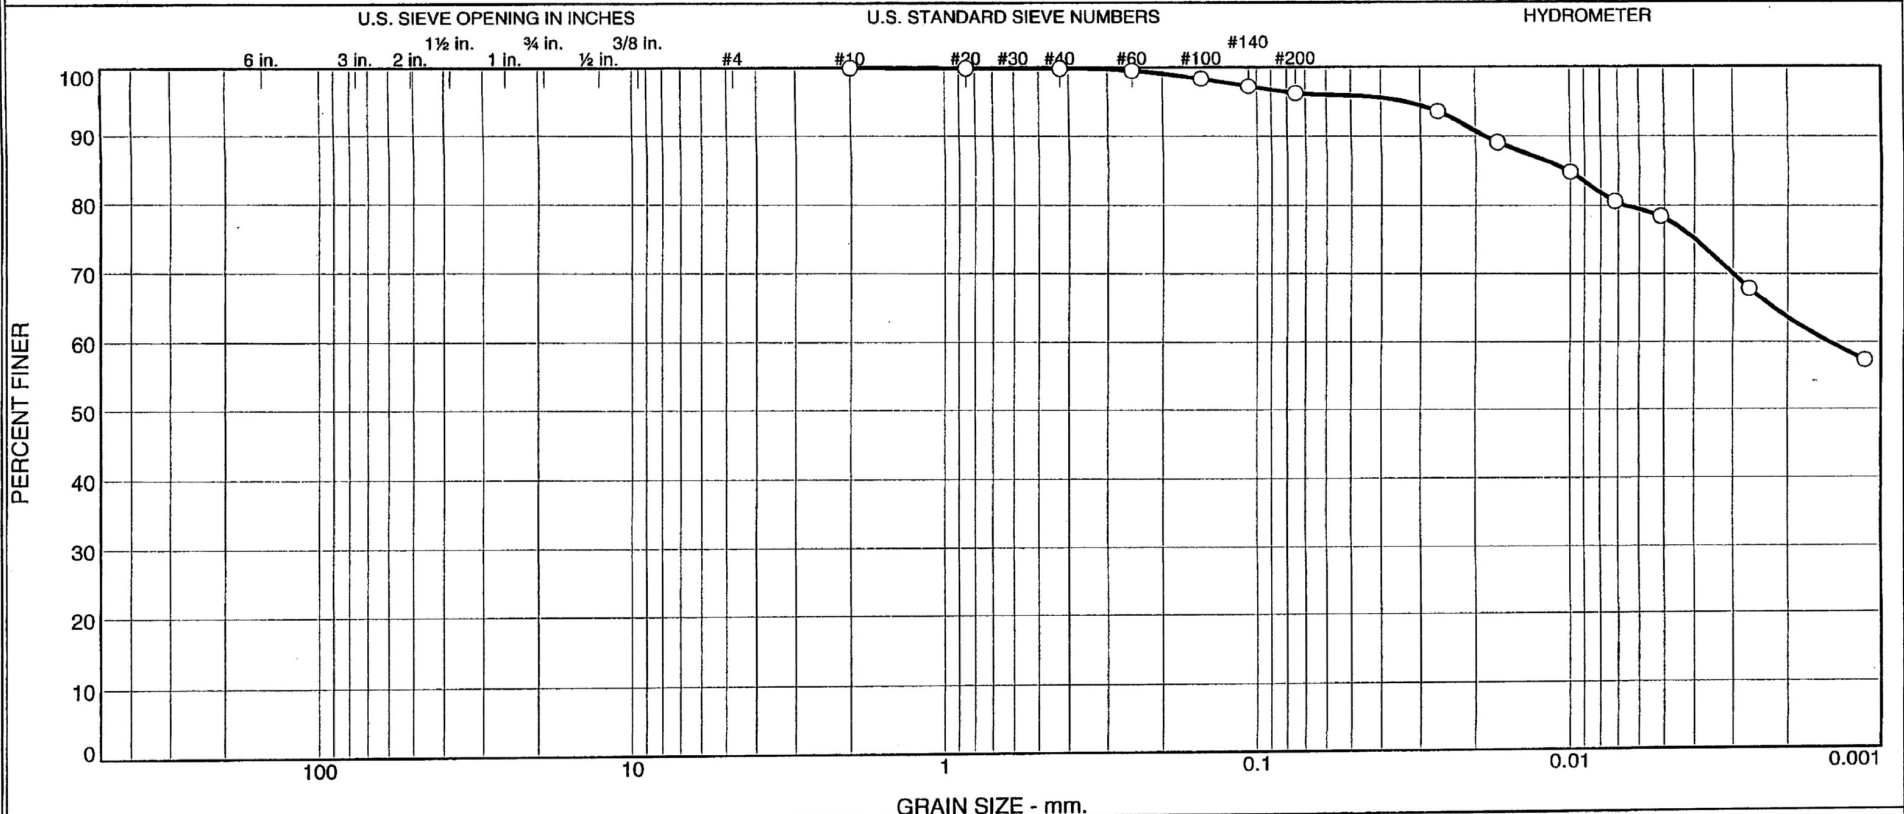 U.S. SIEVE OPENING IN INCHES U.S. STANDARD SIEVE NUMBERS HYDROMETER
1½ in. ¾ in. 3/8 in. #140
6 in. 3 in. 2 in. 1 in. ½ in. #4 #10 #20 #30 #40 #60 #100 #200
100
90
80
70
60
50
40
30
20
10
0
PERCENT FINER
100 10 1 0.1 0.01 0.001
GRAIN SIZE - mm.